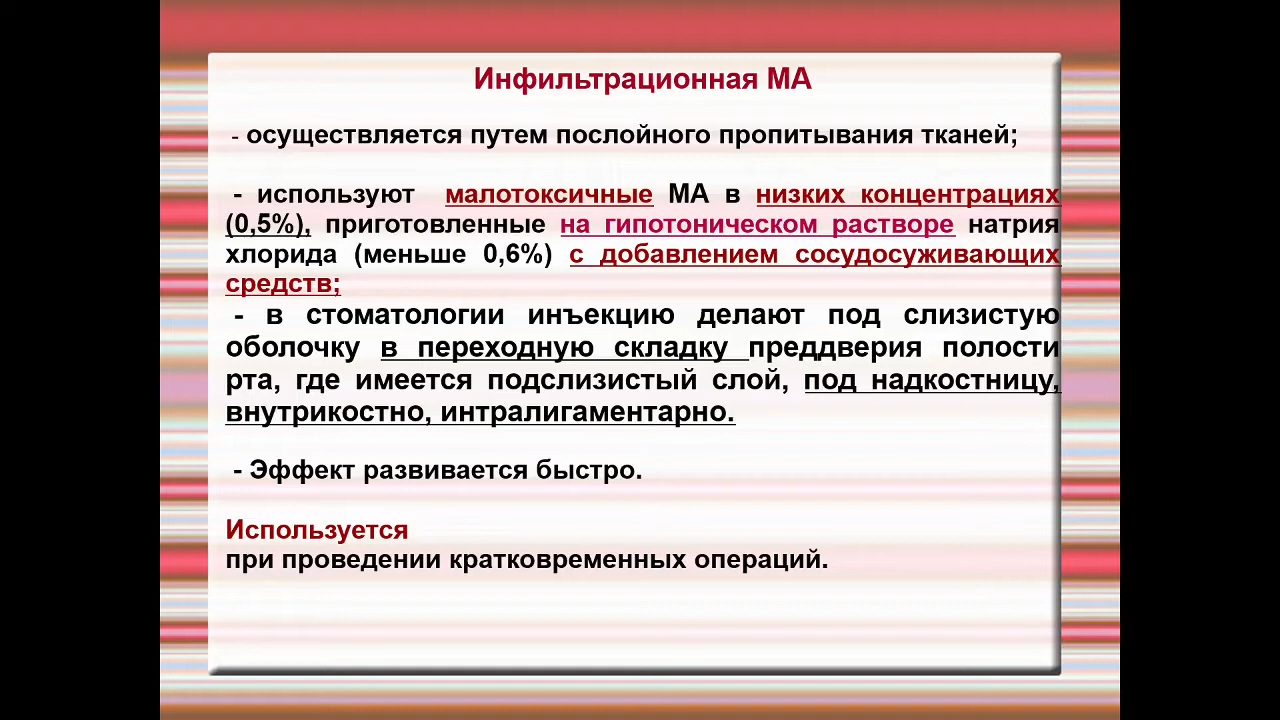 Инфильтрационная МА
- осуществляется путем послойного пропитывания тканей;
- используют малотоксичные МА в низких концентрациях
(0,5%), приготовленные на гипотоническом растворе натрия
хлорида (меньше 0,6%) с добавлением сосудосуживающих
средств;
- в стоматологии инъекцию делают под слизистую
оболочку в переходную складку преддверия полости
рта, где имеется подслизистый слой, под надкостницу,
внутрикостно, интралигаментарно.
- Эффект развивается быстро.
Используется
при проведении кратковременных операций.